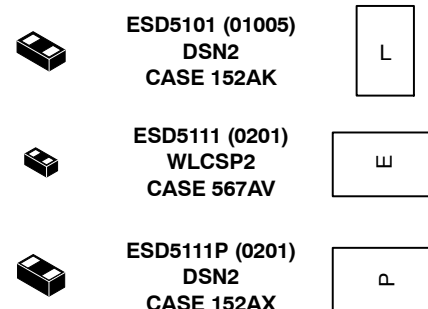 ESD5101 (01005)
DSN2
CASE 152AK
L
ESD5111 (0201)
WLCSP2
CASE 567AV
E
ESD5111P (0201)
DSN2
CASE 152AX
P